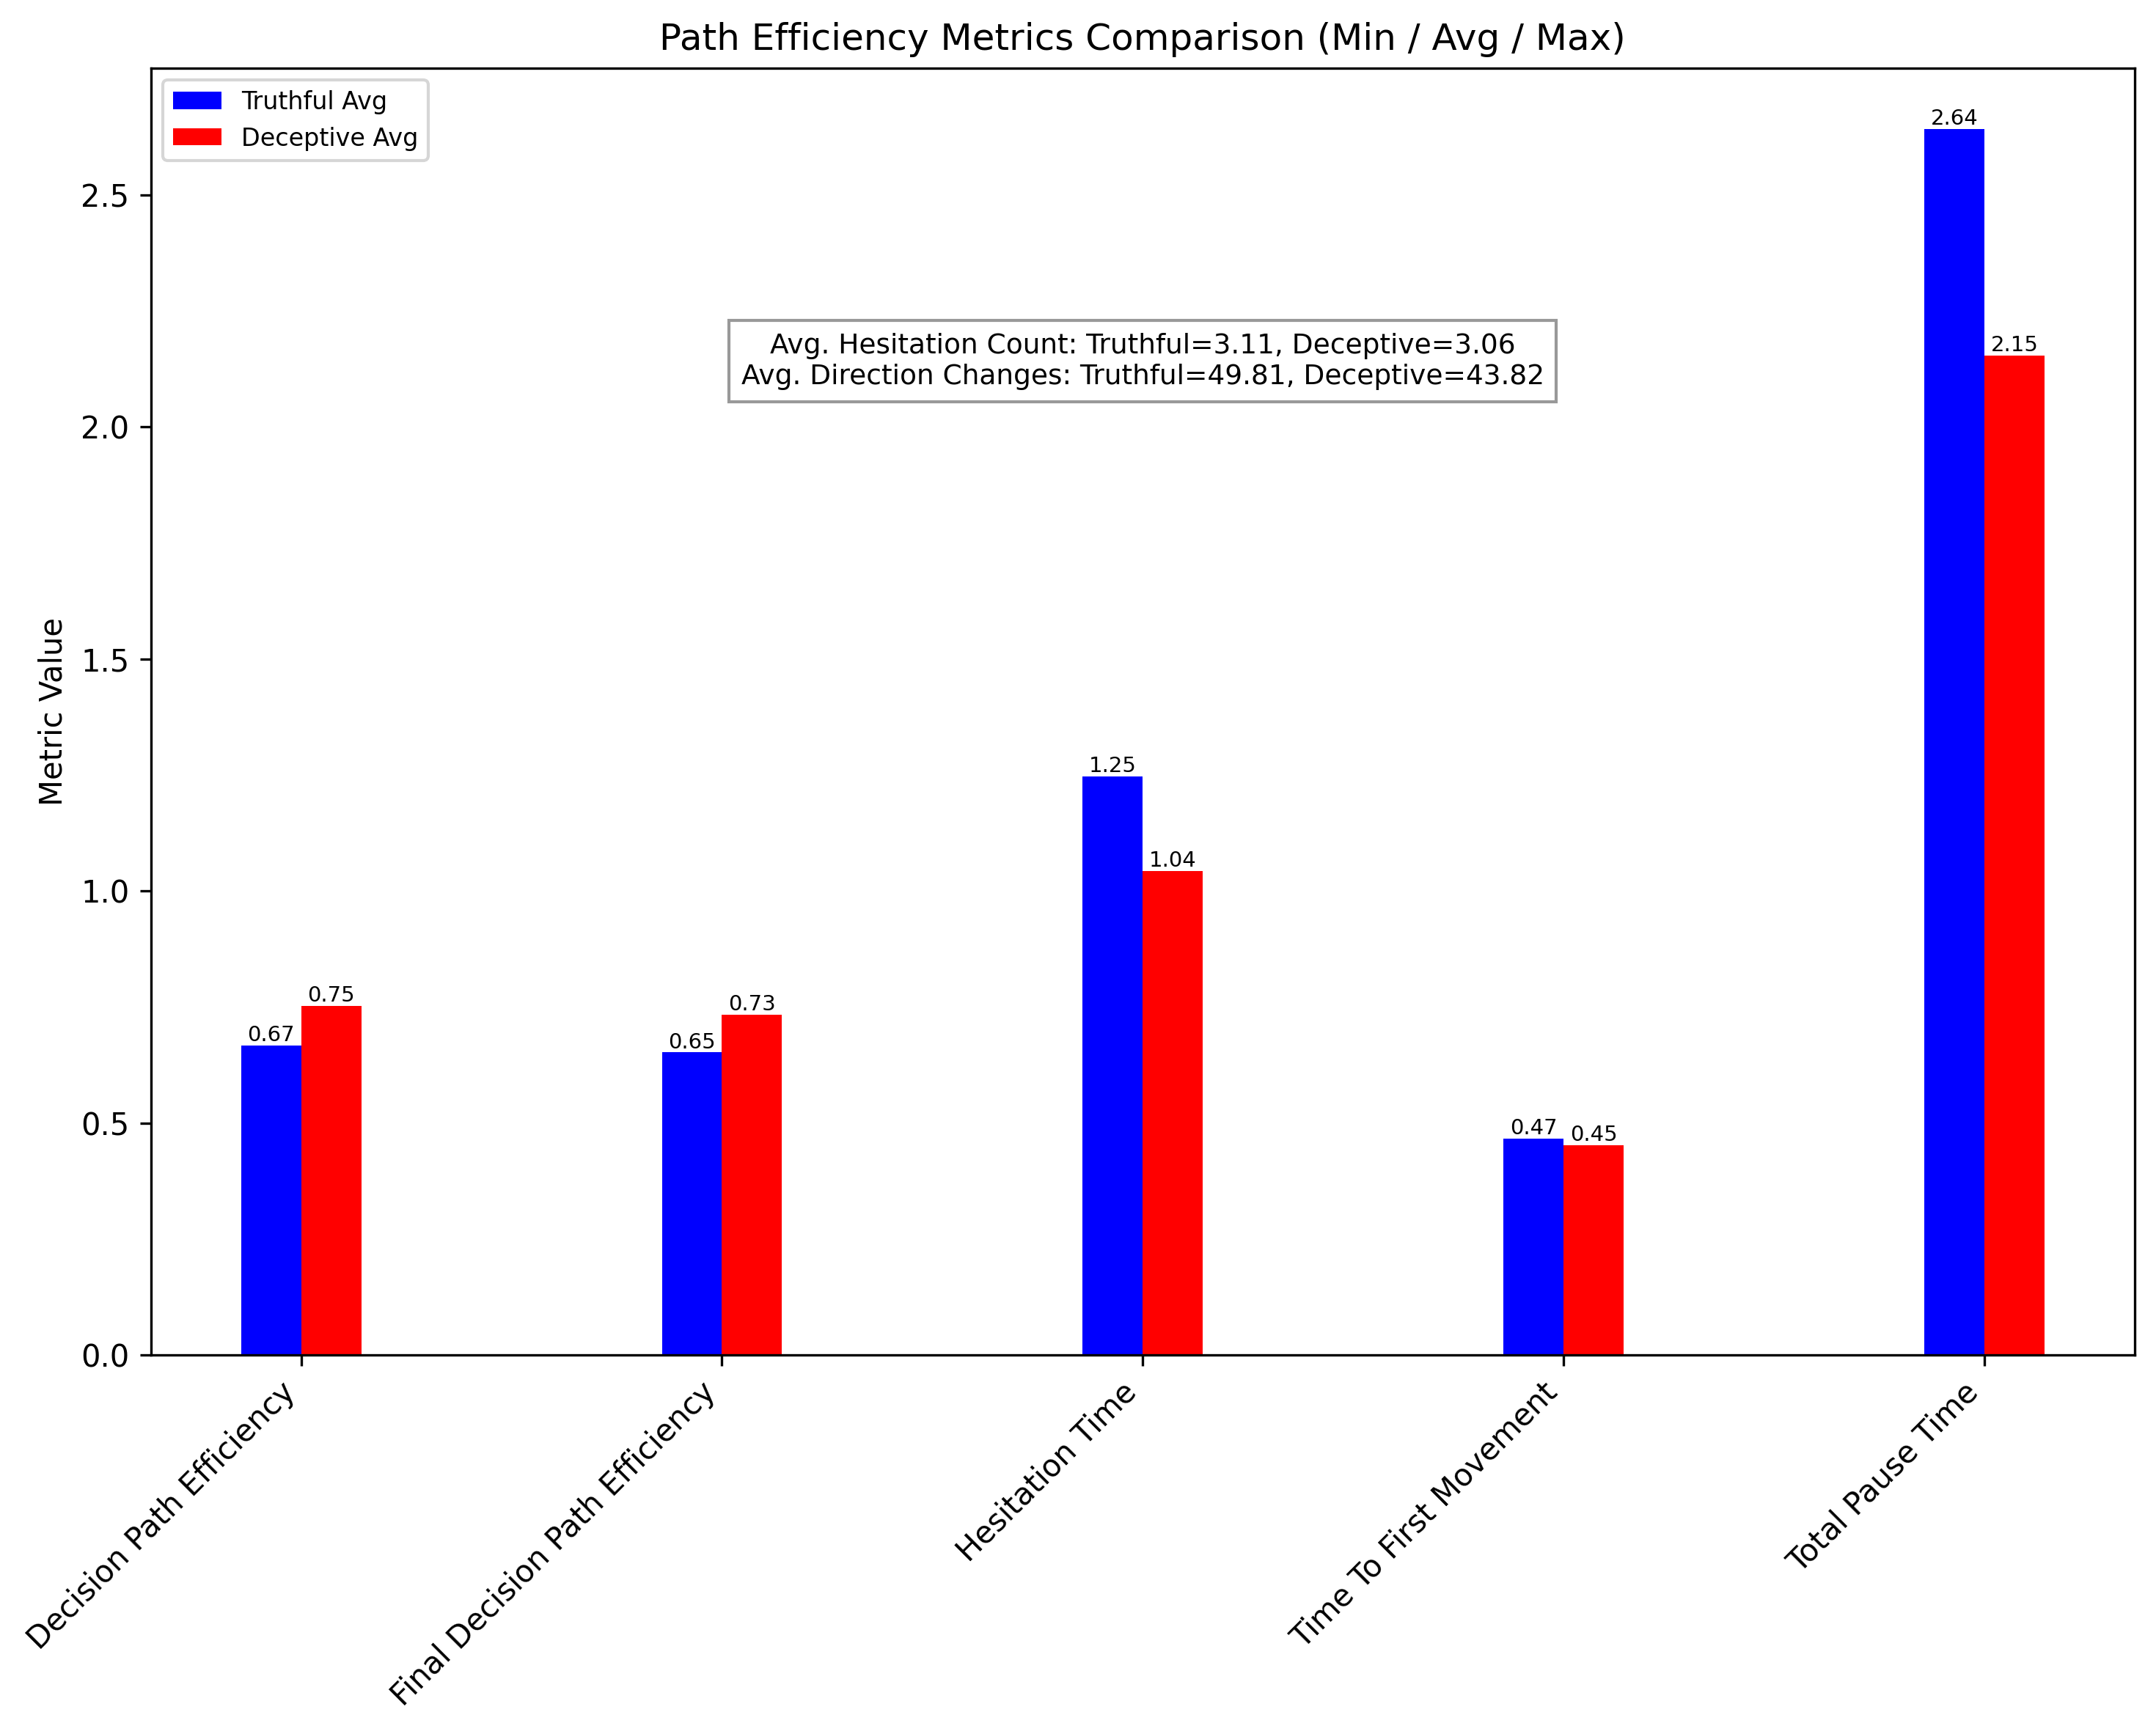 Path Efficiency Metrics Comparison (Min / Avg / Max)
Truthful Avg
Deceptive Avg
Avg. Hesitation Count: Truthful=3.11, Deceptive=3.06
Avg. Direction Changes: Truthful=49.81, Deceptive=43.82
Metric Value
2.5
2.0
1.5
1.0
0.5
0.0
0.67
0.75
0.65
0.73
1.25
1.04
0.47
0.45
2.64
2.15
Decision Path Efficiency
Final Decision Path Efficiency
Hesitation Time
Time To First Movement
Total Pause Time